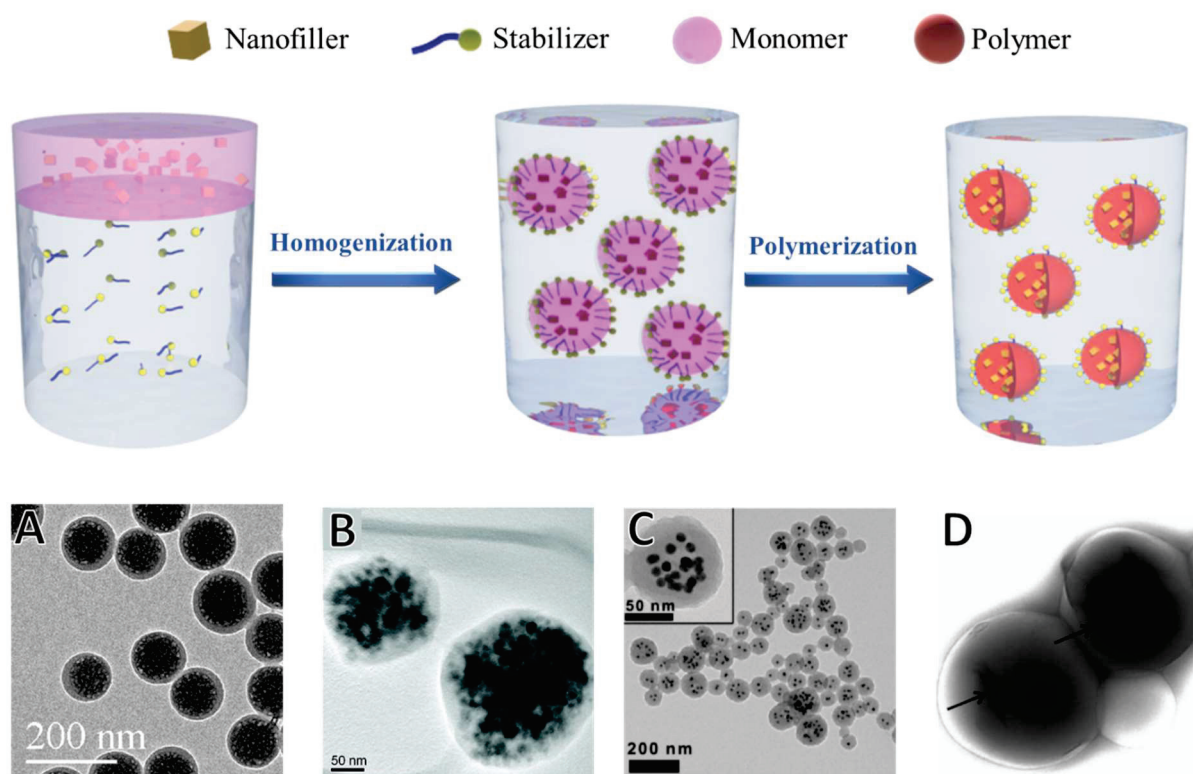 Nanofiller Stabilizer Monomer Polymer
Homogenization
Polymerization
A
200 nm
B
50 nm
C
50 nm
200 nm
D